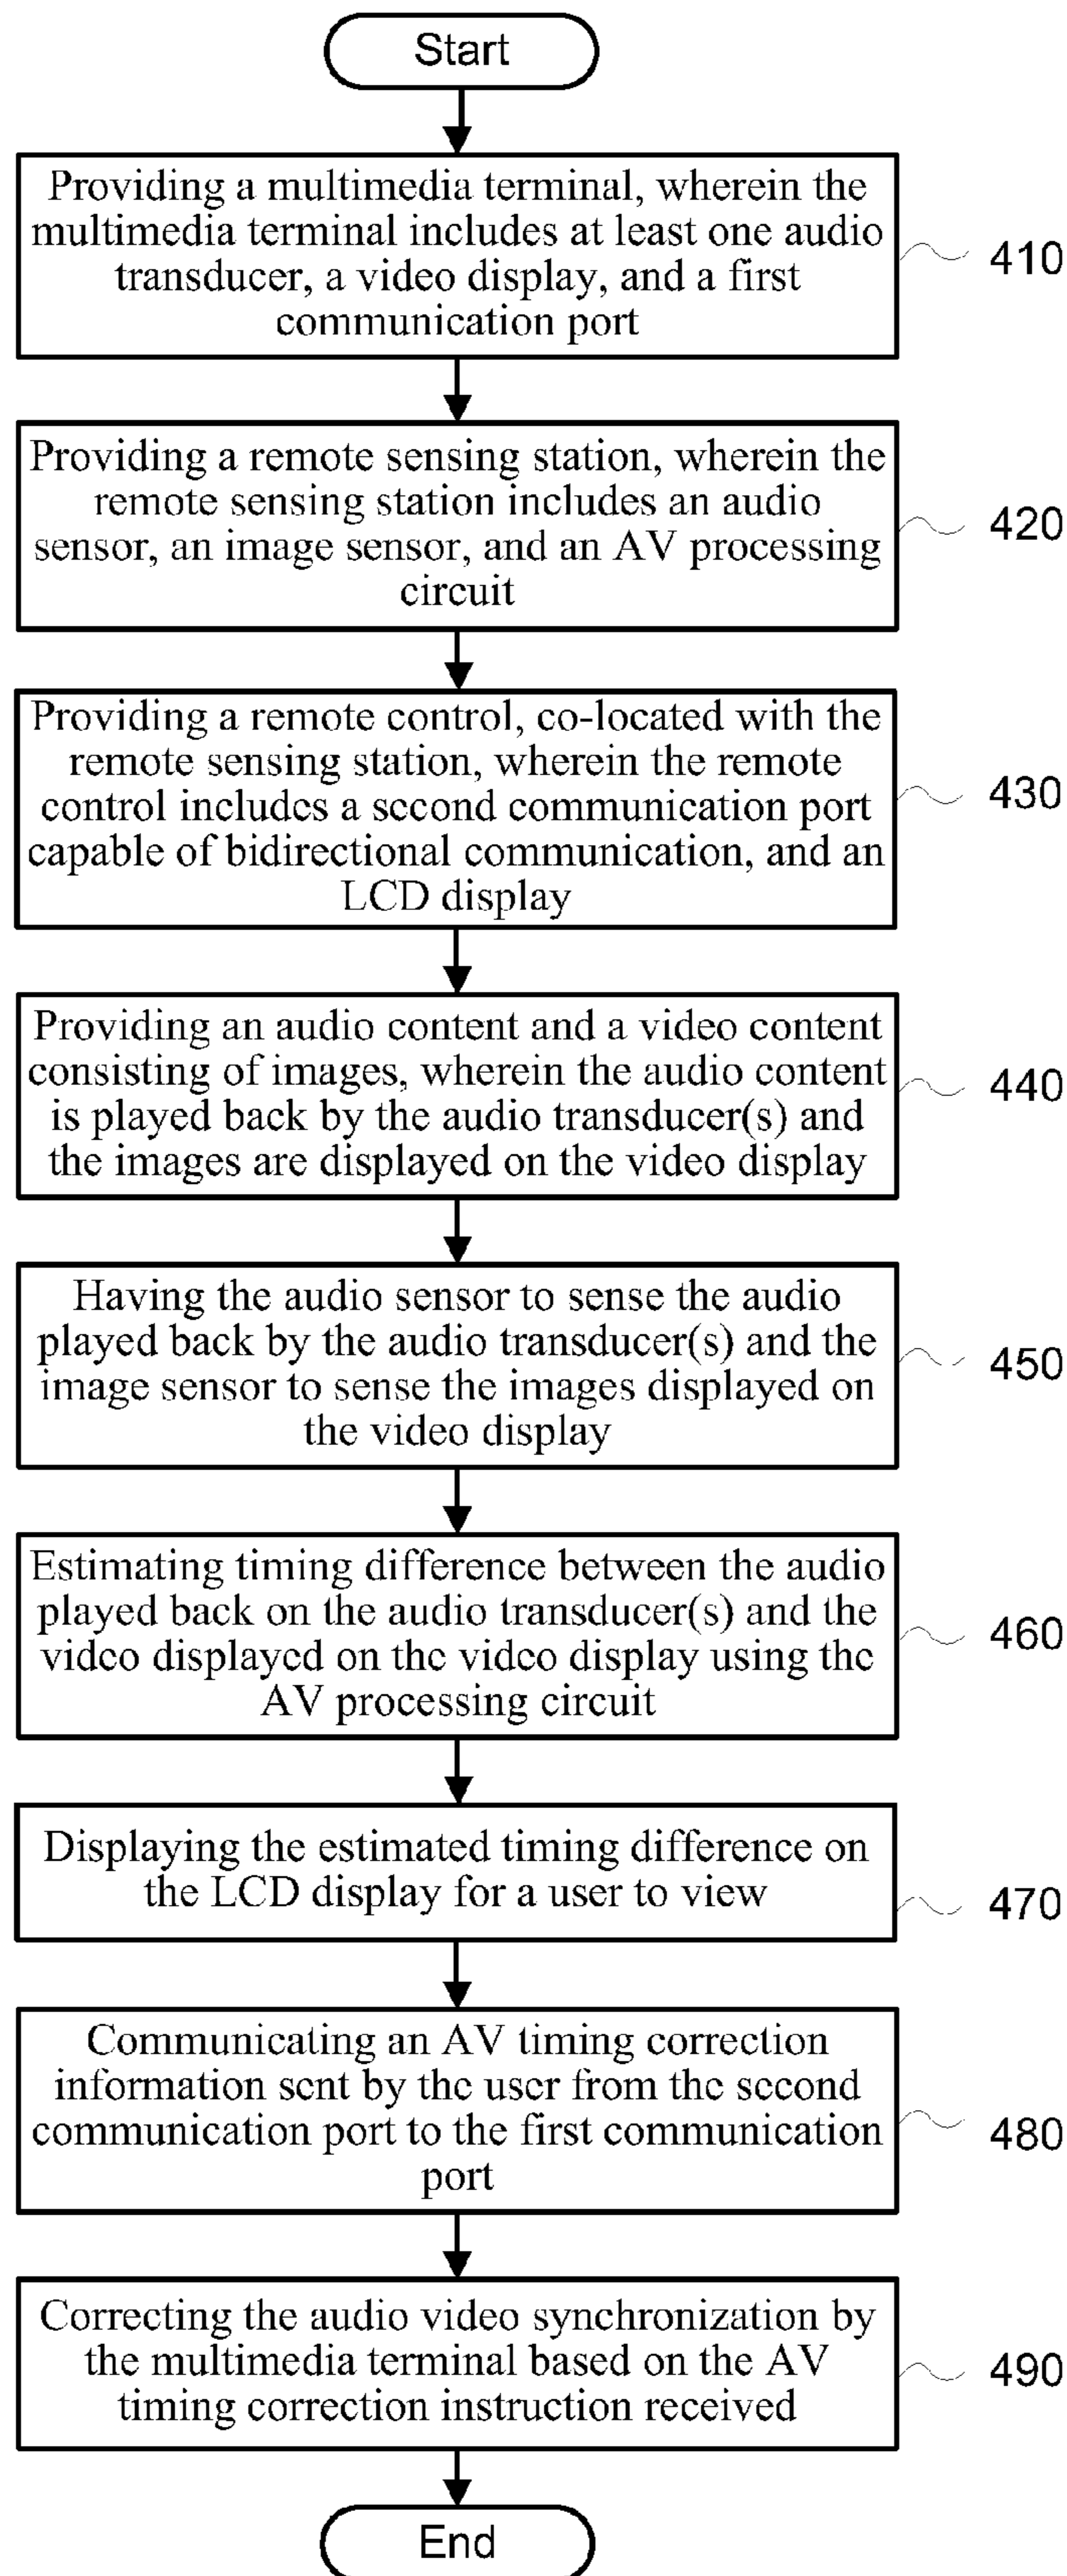 Start
Providing a multimedia terminal, wherein the
multimedia terminal includes at least one audio
transducer, a video display, and a first
communication port
410
Providing a remote sensing station, wherein the
remote sensing station includes an audio
sensor, an image sensor, and an AV processing
circuit
420
Providing a remote control, co-located with the
remote sensing station, wherein the remote
control includes a second communication port
capable of bidirectional communication, and an
LCD display
430
Providing an audio content and a video content
consisting of images, wherein the audio content
is played back by the audio transducer(s) and
the images are displayed on the video display
440
Having the audio sensor to sense the audio
played back by the audio transducer(s) and the
image sensor to sense the images displayed on
the video display
450
Estimating timing difference between the audio
played back on the audio transducer(s) and the
video displayed on the video display using the
AV processing circuit
460
Displaying the estimated timing difference on
the LCD display for a user to view
470
Communicating an AV timing correction
information sent by the user from the second
communication port to the first communication
port
480
Correcting the audio video synchronization by
the multimedia terminal based on the AV
timing correction instruction received
490
End